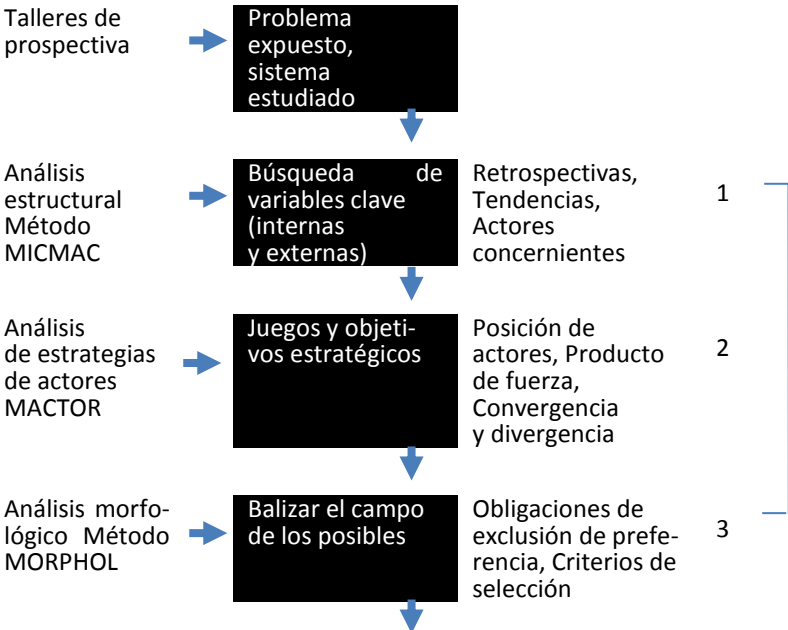 Talleres de
prospectiva
Problema
expuesto,
sistema
estudiado
Análisis
estructural
Método
MICMAC
Búsqueda de
variables clave
(internas
y externas)
Retrospectivas,
Tendencias,
Actores
concernientes
1
Análisis
de estrategias
de actores
MACTOR
Juegos y objeti-
vos estratégicos
Posición de
actores, Producto
de fuerza,
Convergencia
y divergencia
2
Análisis morfo-
lógico Método
MORPHOL
Balizar el campo
de los posibles
Obligaciones de
exclusión de prefe-
rencia, Criterios de
selección
3